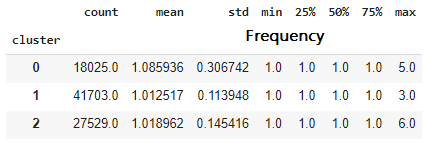 count mean std min 25% 50% 75% max
cluster Frequency
0 18025.0 1.085936 0.306742 1.0 1.0 1.0 1.0 5.0
1 41703.0 1.012517 0.113948 1.0 1.0 1.0 1.0 3.0
2 27529.0 1.018962 0.145416 1.0 1.0 1.0 1.0 6.0